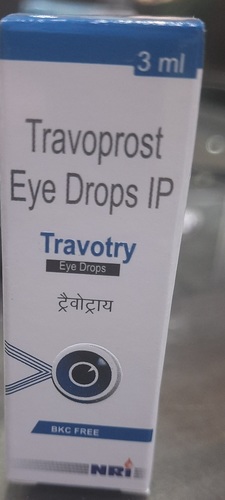 3 ml
Travoprost
Eye Drops IP
Travotry
Eye Drops
ट्रैवोट्राय
BKC FREE
NRI